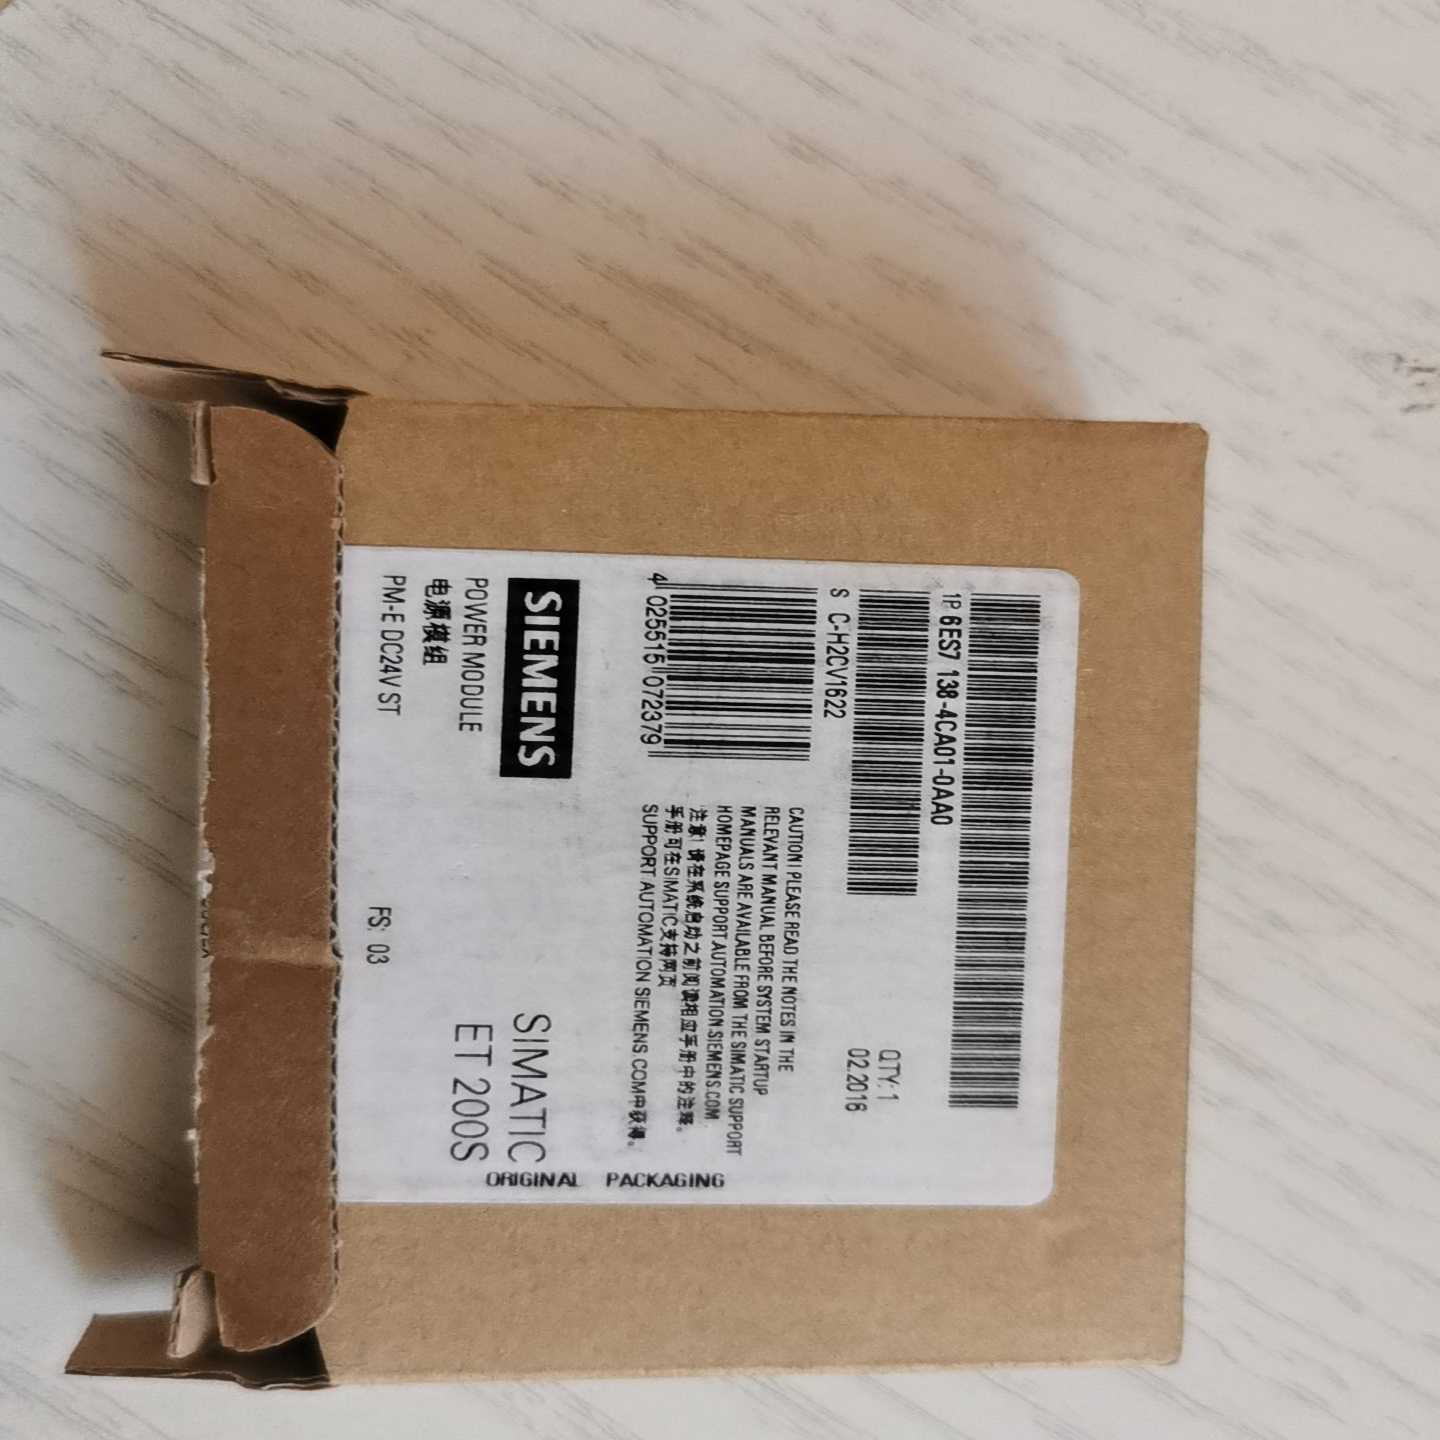 1P 6ES7 138-4CA01-0AA0
QTY: 1
02.2016
S C-H2CV1622
4 025515 072379
CAUTION! PLEASE READ THE NOTES IN THE
RELEVANT MANUAL BEFORE SYSTEM STARTUP
MANUALS ARE AVAILABLE FROM THE SIMATIC SUPPORT
HOMEPAGE SUPPORT.AUTOMATION.SIEMENS.COM
注意! 请在系统启动之前阅读相应手册中的注释。
手册可在SIMATIC支持网页
SUPPORT.AUTOMATION.SIEMENS.COM中获得。
SIEMENS
SIMATIC
ET 200S
POWER MODULE
电源模组
PM-E DC24V ST
FS: 03
ORIGINAL PACKAGING